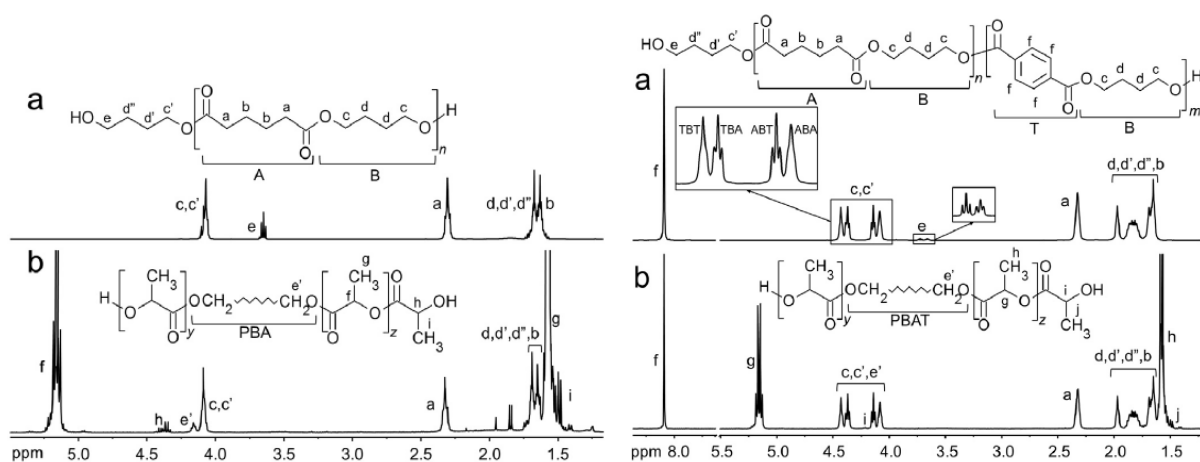 a
HO
e
d"
d'
c'
O
O
a
b
b
a
O
O
c
d
d
c
O
H
n
A
B
c,c'
e
a
d,d',d"
b
b
H
O
CH3
O
y
OCH2
CH2O
e'
PBA
g
CH3
f
O
O
z
O
h
OH
i
CH3
f
h
e'
c,c'
a
d,d',d",b
g
i
ppm 5.0 4.5 4.0 3.5 3.0 2.5 2.0 1.5
a
HO
e
d"
d'
c'
O
O
a
b
b
a
O
O
c
d
d
c
O
n
O
f
f
f
f
O
O
c
d
d
c
O
H
m
A
B
T
B
TBT
TBA
ABT
ABA
f
c,c'
e
a
d,d',d",b
b
H
O
CH3
O
y
OCH2
CH2O
e'
PBAT
h
CH3
g
O
O
z
O
i
OH
j
CH3
f
g
c,c',e'
i
a
d,d',d",b
h
j
ppm 8.0 5.5 5.0 4.5 4.0 3.5 3.0 2.5 2.0 1.5